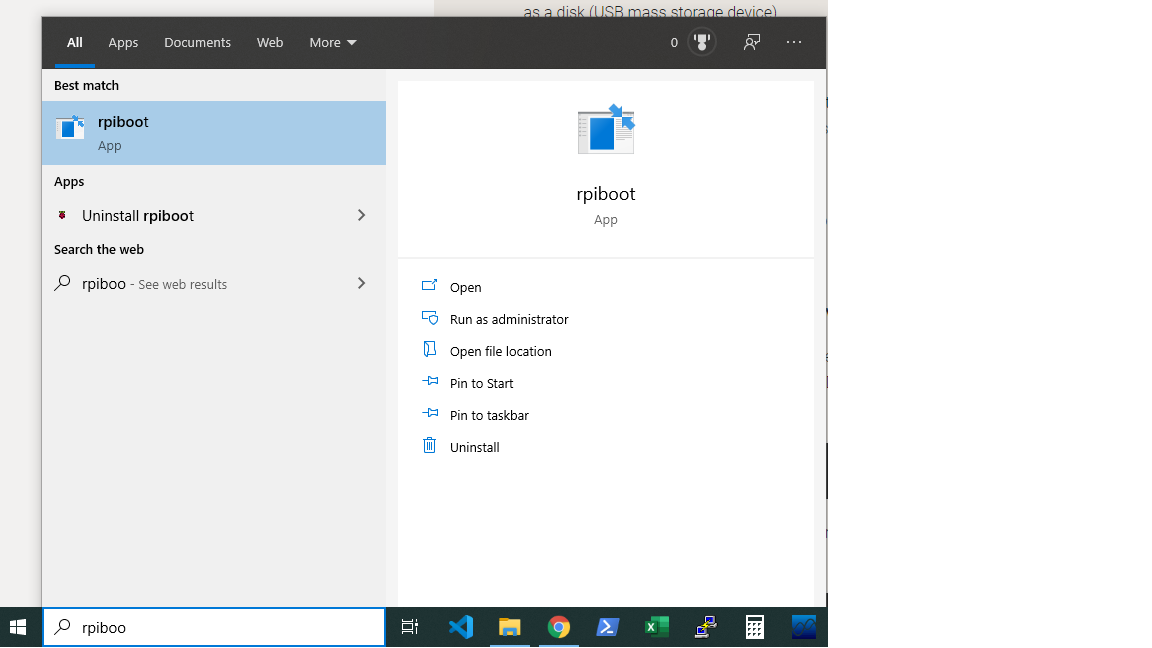 as a disk (USB mass storage device)
All Apps Documents Web More 0
Best match
rpiboot
App
Apps
Uninstall rpiboot
Search the web
rpiboo - See web results
rpiboot
App
Open
Run as administrator
Open file location
Pin to Start
Pin to taskbar
Uninstall
rpiboo